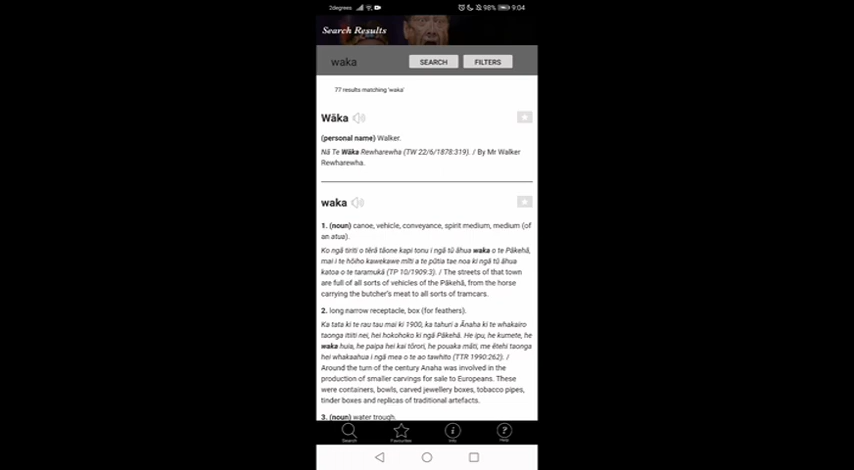 2degrees 98% 9:04
Search Results
waka SEARCH FILTERS
77 results matching 'waka'
Wāka
(personal name) Walker.
Nā Te Wāka Rewharewha (TW 22/6/1878:319). / By Mr Walker
Rewharewha.
waka
1. (noun) canoe, vehicle, conveyance, spirit medium, medium (of
an atua).
Ko ngā tiriti o tērā tāone kapi tonu i ngā tū āhua waka o te Pākehā,
mai i te hōiho kawekawe mīti a te pūtia tae noa ki ngā tū āhua
katoa o te taramukā (TP 10/1909:3). / The streets of that town
are full of all sorts of vehicles of the Pākehā, from the horse
carrying the butcher's meat to all sorts of tramcars.
2. long narrow receptacle, box (for feathers).
Ka tata ki te rau tau mai ki 1900, ka tahuri a Ānaha ki te whakairo
taonga itiiti nei, hei hokohoko ki ngā Pākehā. He ipu, he kumete, he
waka huia, he paipa hei kai tōrori, he pouaka māti, me ētehi taonga
hei whakaahua i ngā mea o te ao tawhito (TTR 1990:262). /
Around the turn of the century Anaha was involved in the
production of smaller carvings for sale to Europeans. These
were containers, bowls, carved jewellery boxes, tobacco pipes,
tinder boxes and replicas of traditional artefacts.
3. (noun) water trough.
Search Favourites Info Help